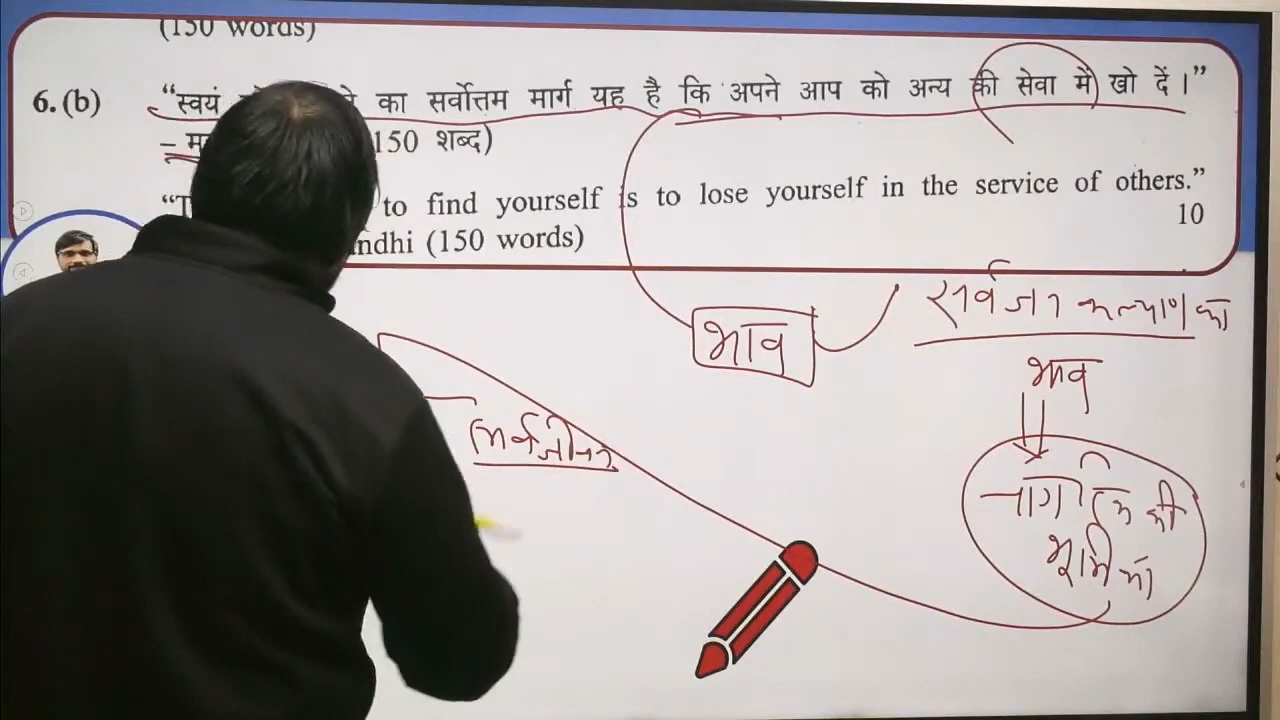 (150 words)
6. (b) “स्वयं का सर्वोत्तम मार्ग यह है कि अपने आप को अन्य की सेवा में खो दें।”
150 शब्द)
to find yourself is to lose yourself in the service of others.”
10
ndhi (150 words)
सर्वजन कल्याण का
भाव
भाव
नागरिक की
भूमिका